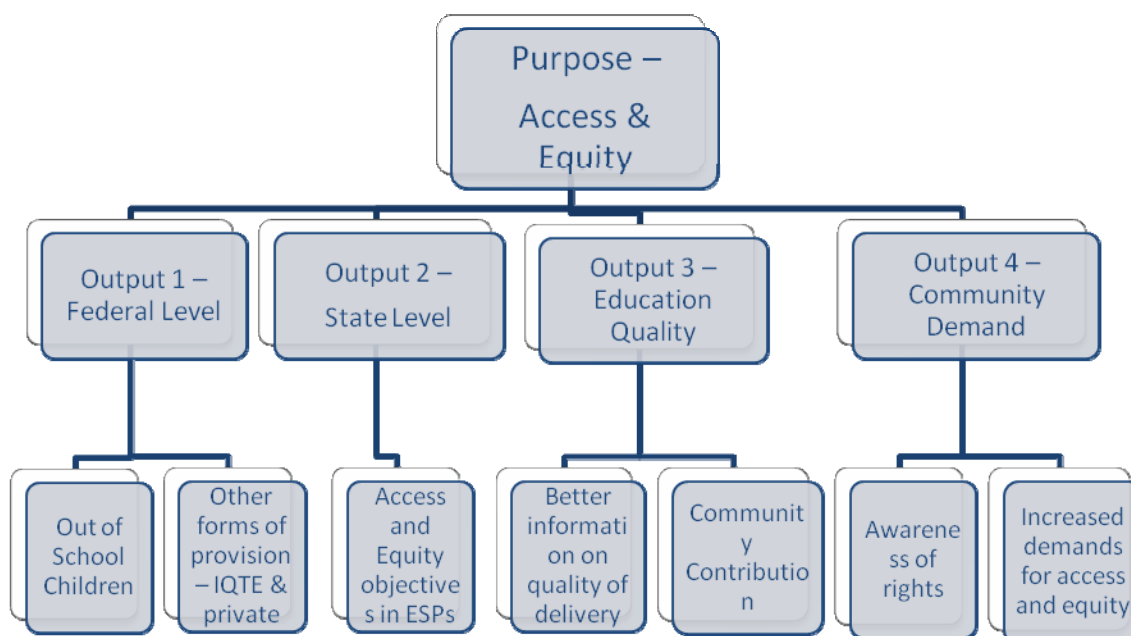 Purpose –
Access &
Equity
Output 1 –
Federal Level
Output 2 –
State Level
Output 3 –
Education
Quality
Output 4 –
Community
Demand
Out of
School
Children
Other
forms of
provision
– IQTE &
private
Access
and
Equity
objective
s in ESPs
Better
informati
on on
quality of
delivery
Communit
y
Contributio
n
Awarene
ss of
rights
Increased
demands
for access
and equity